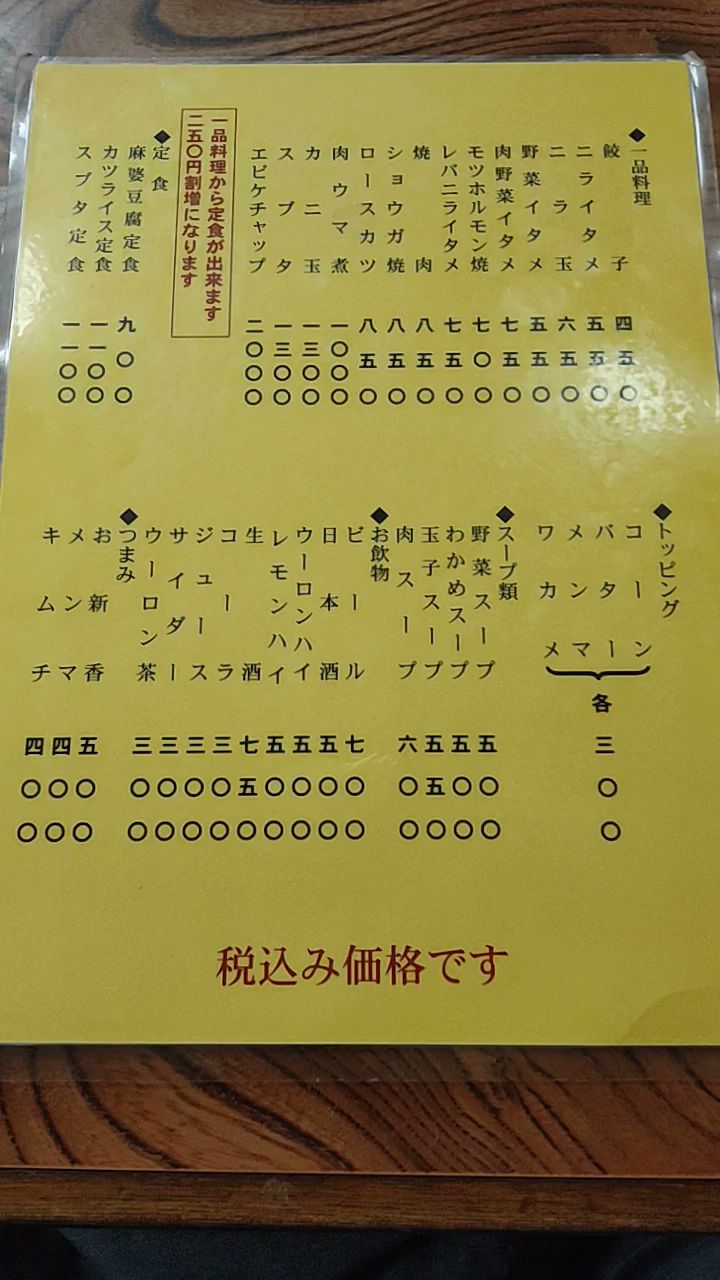 ◆一品料理
餃子 四五〇
ニライタメ 五五〇
ニラ玉 六五〇
野菜イタメ 五五〇
肉野菜イタメ 七五〇
モツホルモン焼 七〇〇
レバニライタメ 七五〇
焼肉 八五〇
ショウガ焼 八五〇
ロースカツ 八五〇
肉ウマ煮 一〇〇〇
カニ玉 一三〇〇
スブタ 一三〇〇
エビケチャップ 二〇〇〇
一品料理から定食が出来ます
二五〇円割増になります
◆定食
麻婆豆腐定食 九〇〇
カツライス定食 一一〇〇
スブタ定食 一一〇〇
◆トッピング
コーン
バター
メンマ
ワカメ
各三〇〇
◆スープ類
野菜スープ 五〇〇
わかめスープ 五〇〇
玉子スープ 五五〇
肉スープ 六〇〇
◆お飲物
ビール 七〇〇
日本酒 五〇〇
ウーロンハイ 五〇〇
レモンハイ 五〇〇
生酒 七五〇
コーラ 三〇〇
ジュース 三〇〇
サイダー 三〇〇
ウーロン茶 三〇〇
◆つまみ
お新香 五〇〇
メンマ 四〇〇
キムチ 四〇〇
税込み価格です